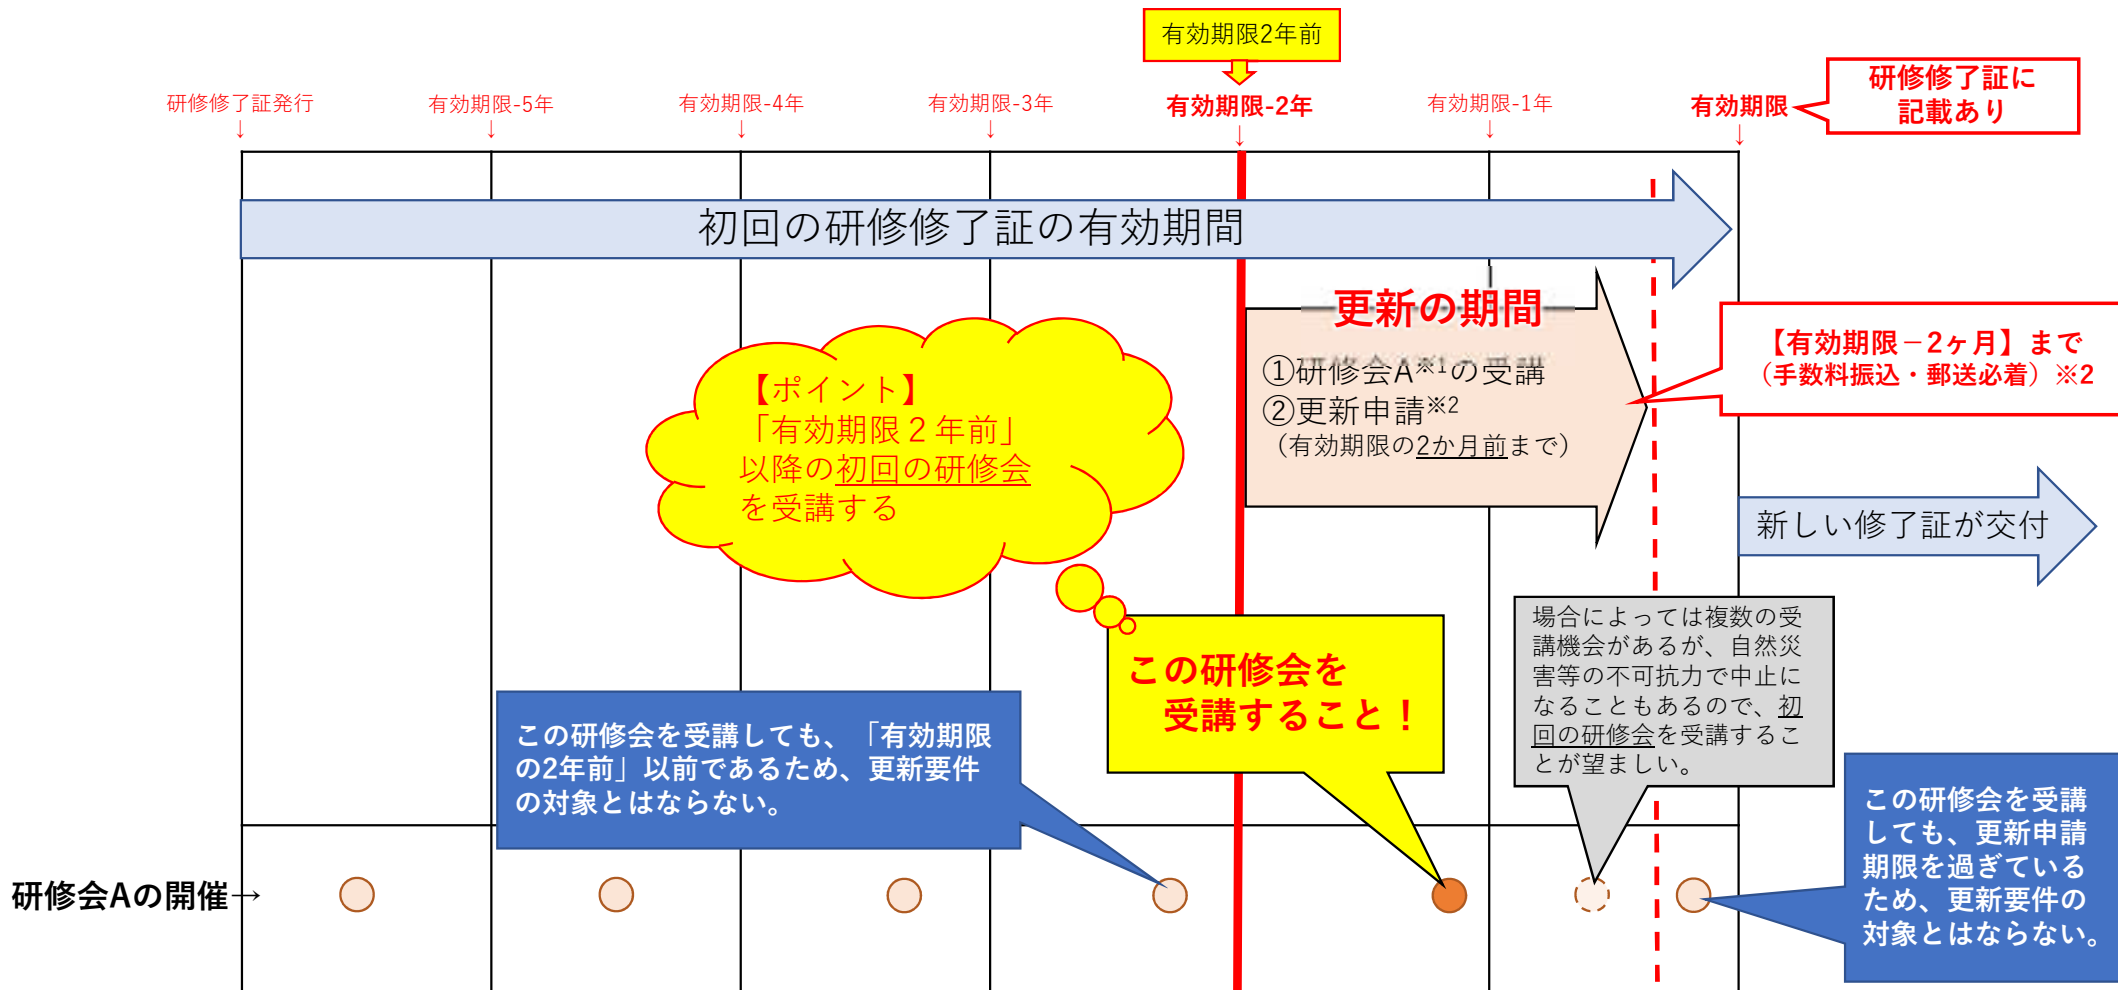 有効期限2年前
研修修了証に
記載あり
研修修了証発行
↓
有効期限-5年
↓
有効期限-4年
↓
有効期限-3年
↓
有効期限-2年
↓
有効期限-1年
↓
有効期限
↓
初回の研修修了証の有効期間
更新の期間
①研修会A※1の受講
②更新申請※2
（有効期限の2か月前まで）
【有効期限－2ヶ月】まで
（手数料振込・郵送必着）※2
【ポイント】
「有効期限２年前」
以降の初回の研修会
を受講する
新しい修了証が交付
この研修会を
受講すること！
場合によっては複数の受
講機会があるが、自然災
害等の不可抗力で中止に
なることもあるので、初
回の研修会を受講するこ
とが望ましい。
この研修会を受講しても、「有効期限
の2年前」以前であるため、更新要件
の対象とはならない。
この研修会を受講
しても、更新申請
期限を過ぎている
ため、更新要件の
対象とはならない。
研修会Aの開催→